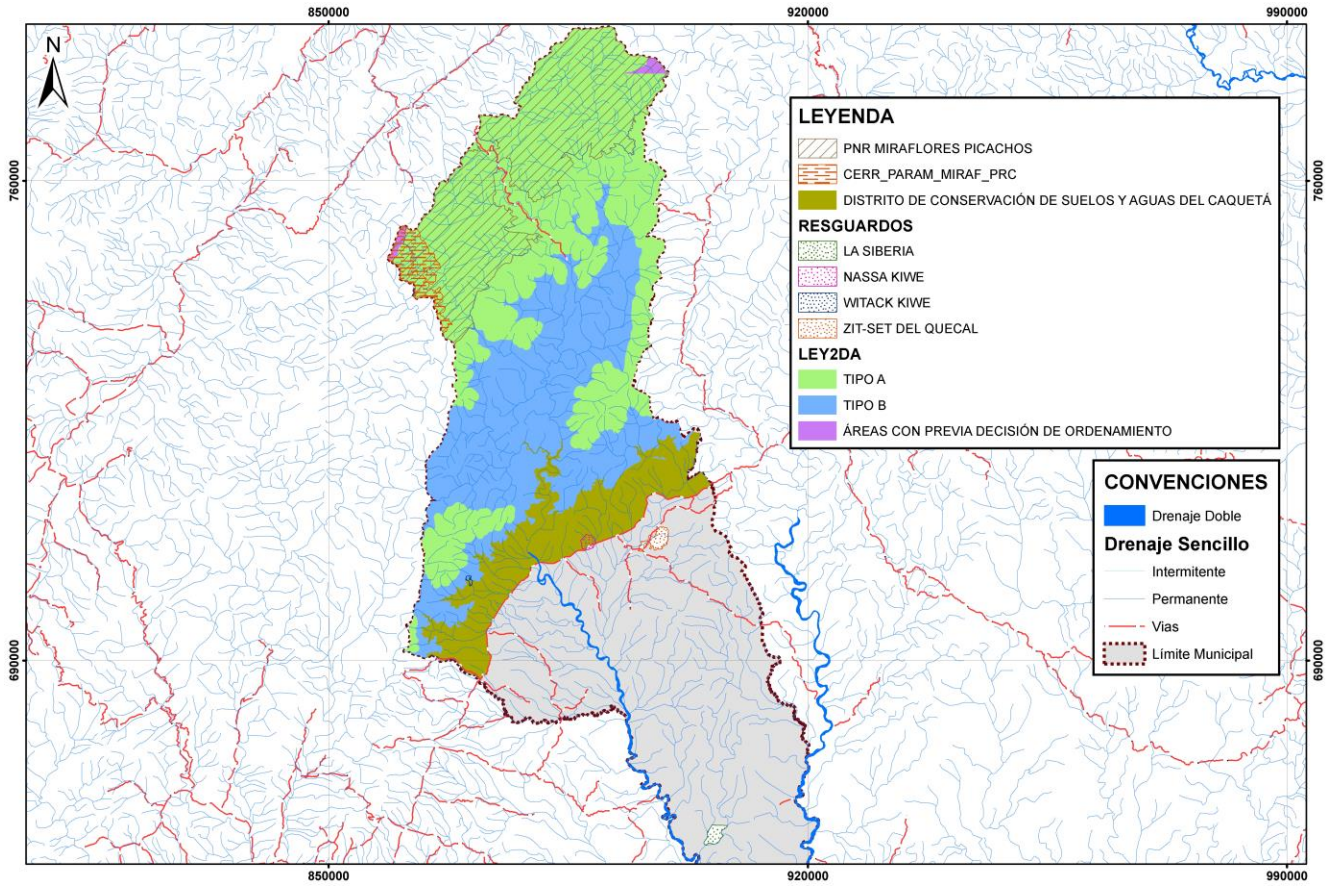 850000
920000
990000
N
760000
760000
LEYENDA
PNR MIRAFLORES PICACHOS
CERR_PARAM_MIRAF_PRC
DISTRITO DE CONSERVACIÓN DE SUELOS Y AGUAS DEL CAQUETÁ
RESGUARDOS
LA SIBERIA
NASSA KIWE
WITACK KIWE
ZIT-SET DEL QUECAL
LEY2DA
TIPO A
TIPO B
ÁREAS CON PREVIA DECISIÓN DE ORDENAMIENTO
CONVENCIONES
Drenaje Doble
Drenaje Sencillo
Intermitente
Permanente
Vias
Límite Municipal
690000
690000
850000
920000
990000